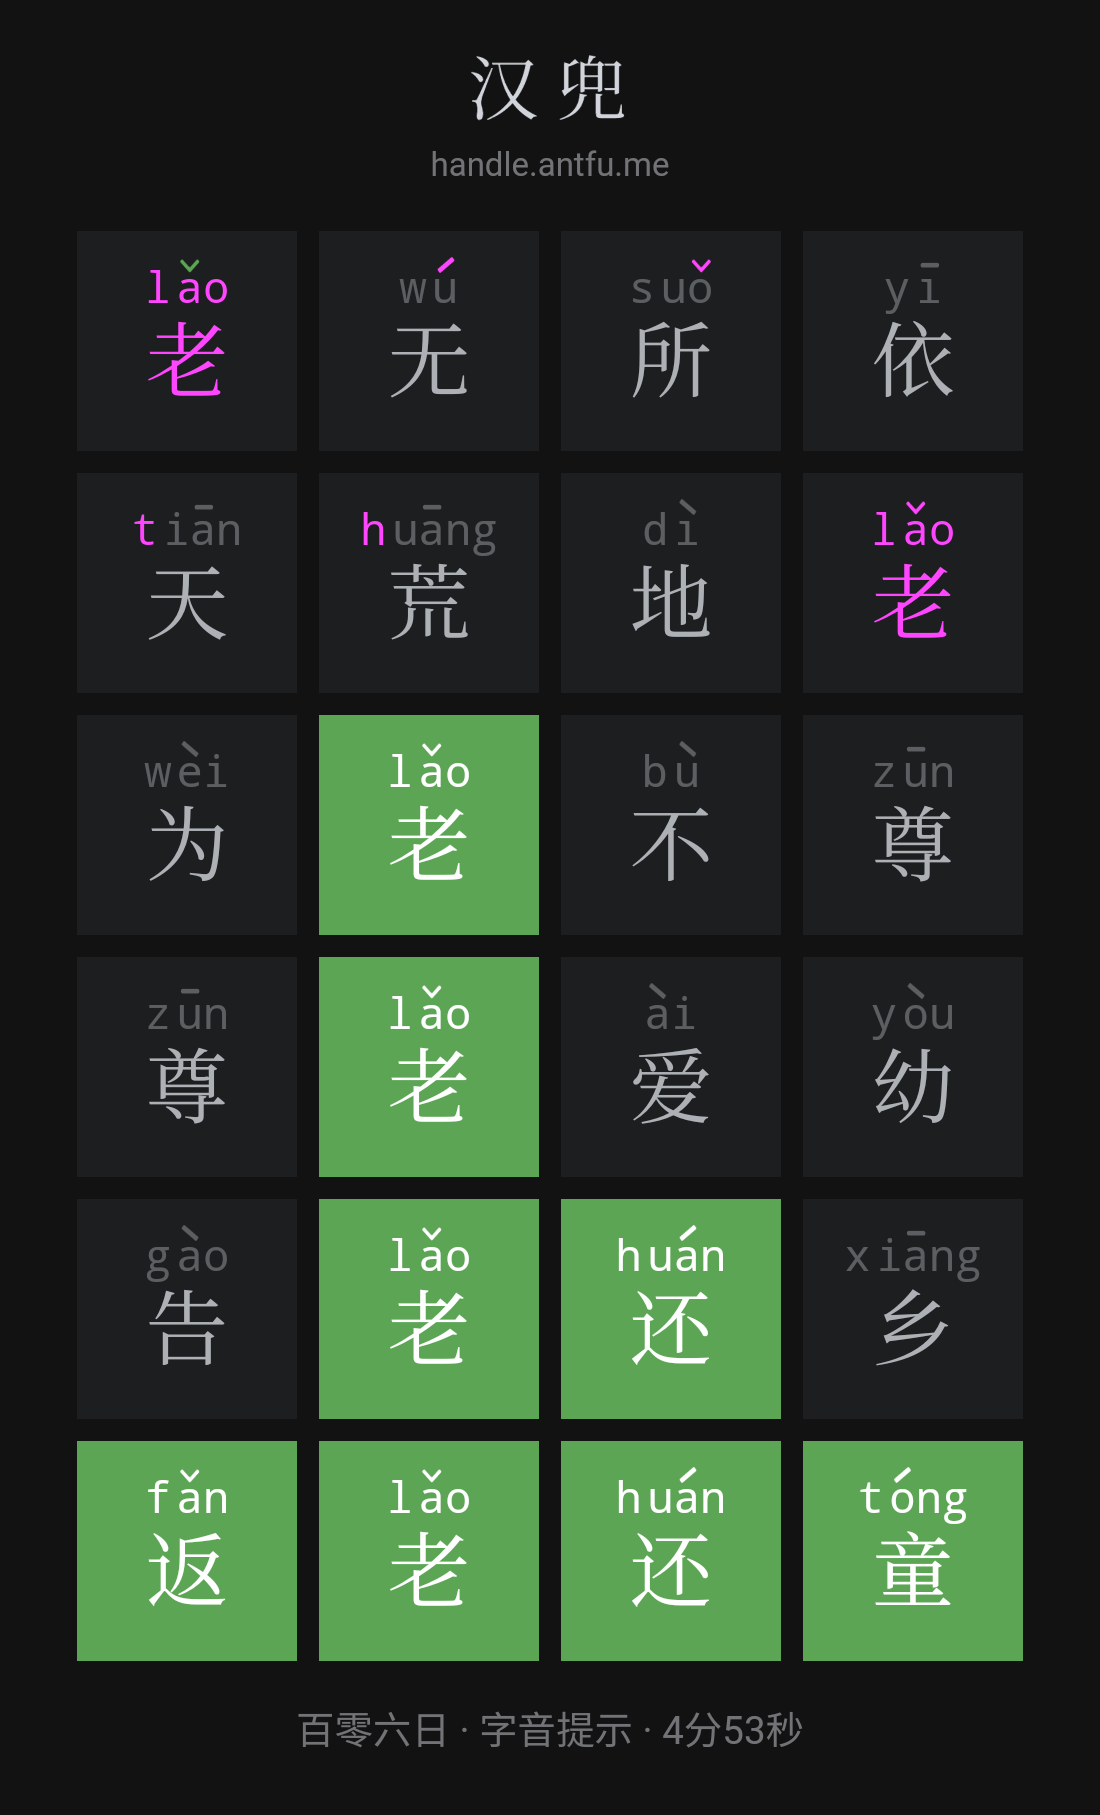 汉兜
handle.antfu.me
lǎo wú suǒ yī
老 无 所 依
tiān huāng dì lǎo
天 荒 地 老
wèi lǎo bù zūn
为 老 不 尊
zūn lǎo ài yòu
尊 老 爱 幼
gào lǎo huán xiāng
告 老 还 乡
fǎn lǎo huán tóng
返 老 还 童
百零六日 · 字音提示 · 4分53秒